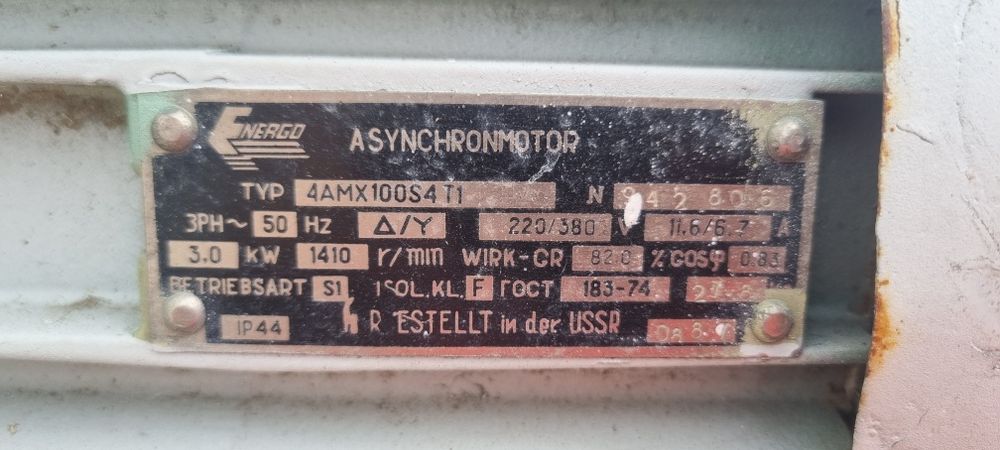 ENERGO ASYNCHRONMOTOR
TYP 4AMX100S4T1 N 942806
3PH~ 50 Hz Δ/Y 220/380 V 11.6/6.7 A
3.0 kW 1410 r/min WIRK-GR 82.0 % COSφ 0.83
BETRIEBSART S1 ISOL.KL. F ГОСТ 183-74
IP44 in der USSR